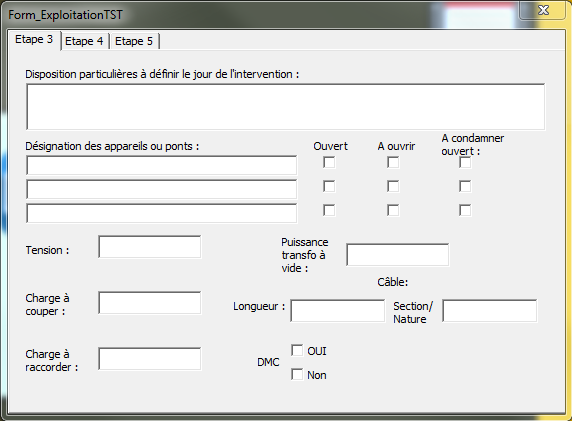 Form_ExploitationTST
Etape 3 Etape 4 Etape 5
Disposition particulières à définir le jour de l'intervention :
Désignation des appareils ou ponts :
Ouvert
A ouvrir
A condamner
ouvert :
Tension :
Puissance
transfo à
vide :
Câble:
Charge à
couper :
Longueur :
Section/
Nature
Charge à
raccorder :
DMC
OUI
Non